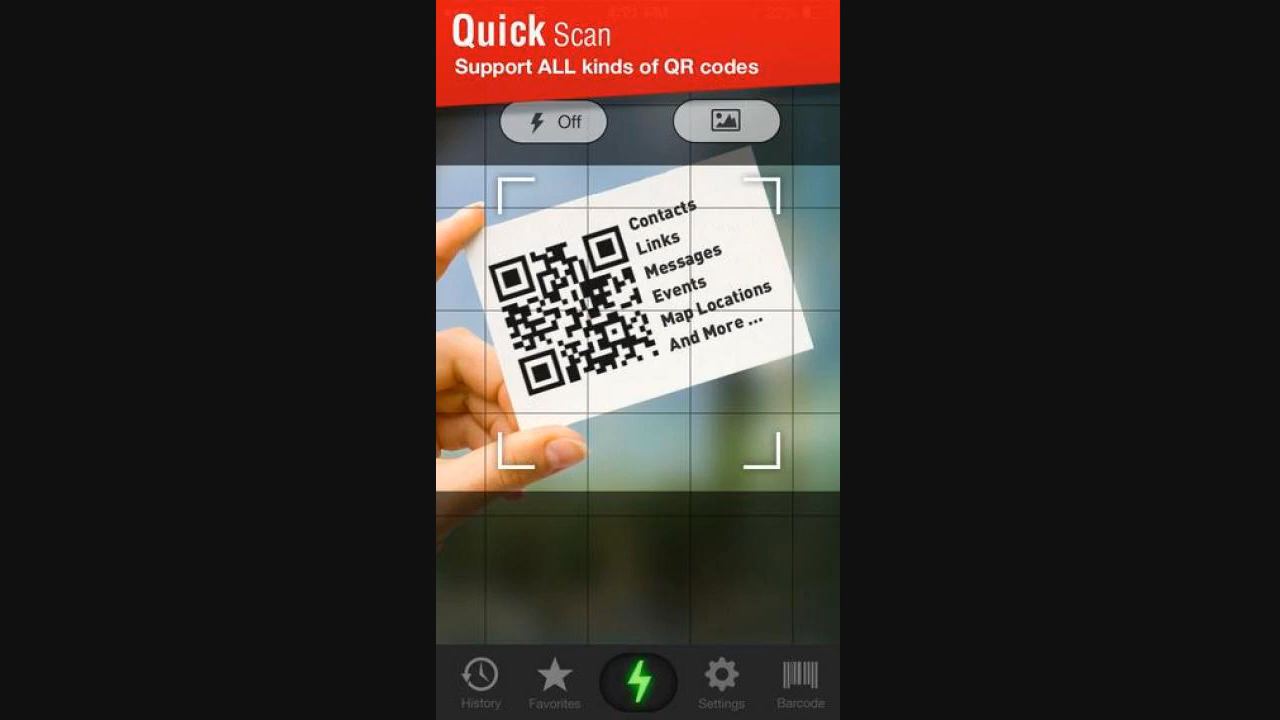 Quick Scan
Support ALL kinds of QR codes
Off
Contacts
Links
Messages
Events
Map Locations
And More ...
History
Favorites
Settings
Barcode